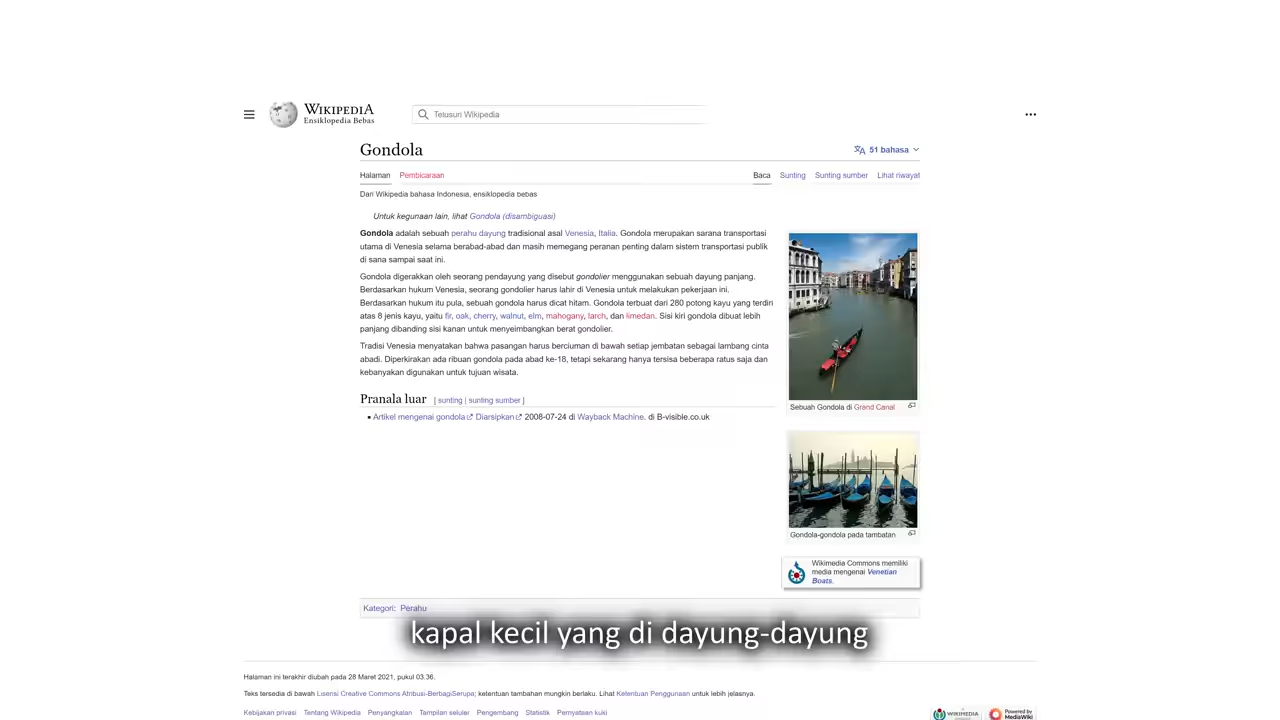 WIKIPEDIA
Ensiklopedia Bebas
Telusuri Wikipedia
Gondola
51 bahasa
Halaman Pembicaraan Baca Sunting Sunting sumber Lihat riwayat
Dari Wikipedia bahasa Indonesia, ensiklopedia bebas
Untuk kegunaan lain, lihat Gondola (disambiguasi)
Gondola adalah sebuah perahu dayung tradisional asal Venesia, Italia. Gondola merupakan sarana transportasi
utama di Venesia selama berabad-abad dan masih memegang peranan penting dalam sistem transportasi publik
di sana sampai saat ini.
Gondola digerakkan oleh seorang pendayung yang disebut gondolier menggunakan sebuah dayung panjang.
Berdasarkan hukum Venesia, seorang gondolier harus lahir di Venesia untuk melakukan pekerjaan ini.
Berdasarkan hukum itu pula, sebuah gondola harus dicat hitam. Gondola terbuat dari 280 potong kayu yang terdiri
atas 8 jenis kayu, yaitu fir, oak, cherry, walnut, elm, mahogany, larch, dan limedan. Sisi kiri gondola dibuat lebih
panjang dibanding sisi kanan untuk menyeimbangkan berat gondolier.
Tradisi Venesia menyatakan bahwa pasangan harus berciuman di bawah setiap jembatan sebagai lambang cinta
abadi. Diperkirakan ada ribuan gondola pada abad ke-18, tetapi sekarang hanya tersisa beberapa ratus saja dan
kebanyakan digunakan untuk tujuan wisata.
Pranala luar [ sunting | sunting sumber ]
Artikel mengenai gondola Diarsipkan 2008-07-24 di Wayback Machine. di B-visible.co.uk
Sebuah Gondola di Grand Canal
Gondola-gondola pada tambatan
Wikimedia Commons memiliki
media mengenai Venetian
Boats.
Kategori: Perahu
kapal kecil yang di dayung-dayung
Halaman ini terakhir diubah pada 28 Maret 2021, pukul 03.36.
Teks tersedia di bawah Lisensi Creative Commons Atribusi-BerbagiSerupa; ketentuan tambahan mungkin berlaku. Lihat Ketentuan Penggunaan untuk lebih jelasnya.
Kebijakan privasi Tentang Wikipedia Penyangkalan Tampilan seluler Pengembang Statistik Pernyataan kuki
WIKIMEDIA
Powered by
MediaWiki